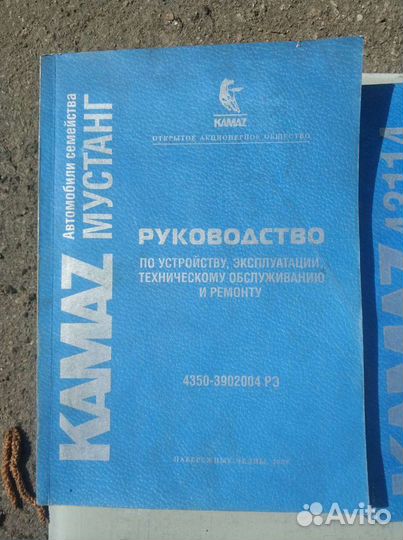 KAMAZ
Автомобили семейства
МУСТАНГ
KAMAZ
ОТКРЫТОЕ АКЦИОНЕРНОЕ ОБЩЕСТВО
РУКОВОДСТВО
ПО УСТРОЙСТВУ, ЭКСПЛУАТАЦИИ,
ТЕХНИЧЕСКОМУ ОБСЛУЖИВАНИЮ
И РЕМОНТУ
4350-3902004 РЭ
НАБЕРЕЖНЫЕ ЧЕЛНЫ,
43114
Avito